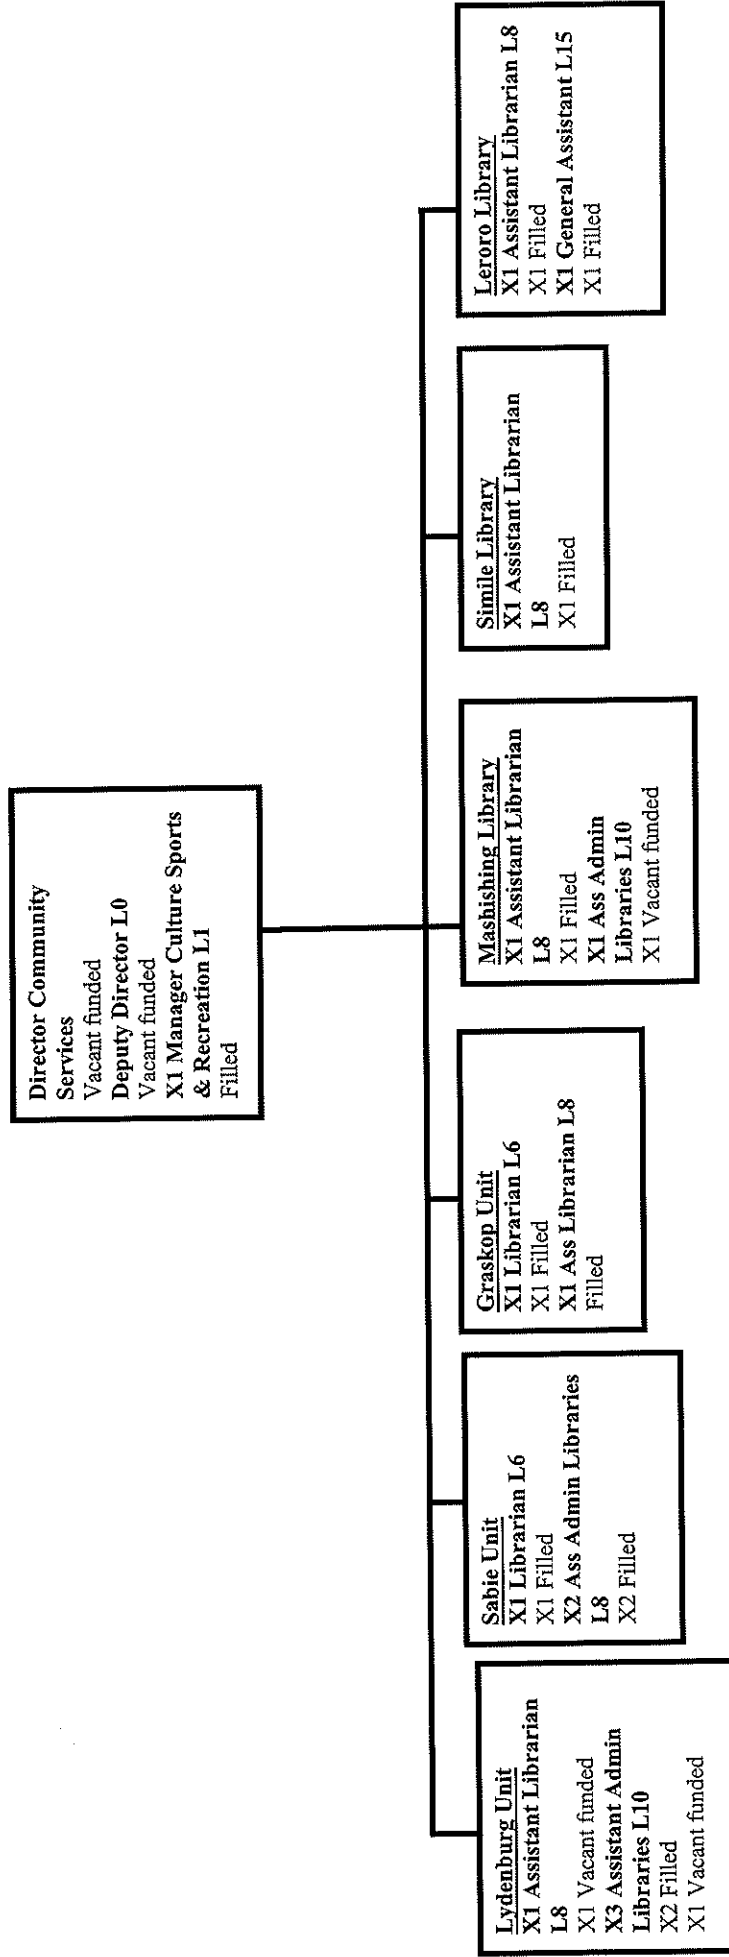 Director Community
Services
Vacant funded
Deputy Director L0
Vacant funded
X1 Manager Culture Sports
& Recreation L1
Filled
Lydenburg Unit
X1 Assistant Librarian
L8
X1 Vacant funded
X3 Assistant Admin
Libraries L10
X2 Filled
X1 Vacant funded
Sabie Unit
X1 Librarian L6
X1 Filled
X2 Ass Admin Libraries
L8
X2 Filled
Graskop Unit
X1 Librarian L6
X1 Filled
X1 Ass Librarian L8
Filled
Mashishing Library
X1 Assistant Librarian
L8
X1 Filled
X1 Ass Admin
Libraries L10
X1 Vacant funded
Simile Library
X1 Assistant Librarian
L8
X1 Filled
Leroro Library
X1 Assistant Librarian L8
X1 Filled
X1 General Assistant L15
X1 Filled